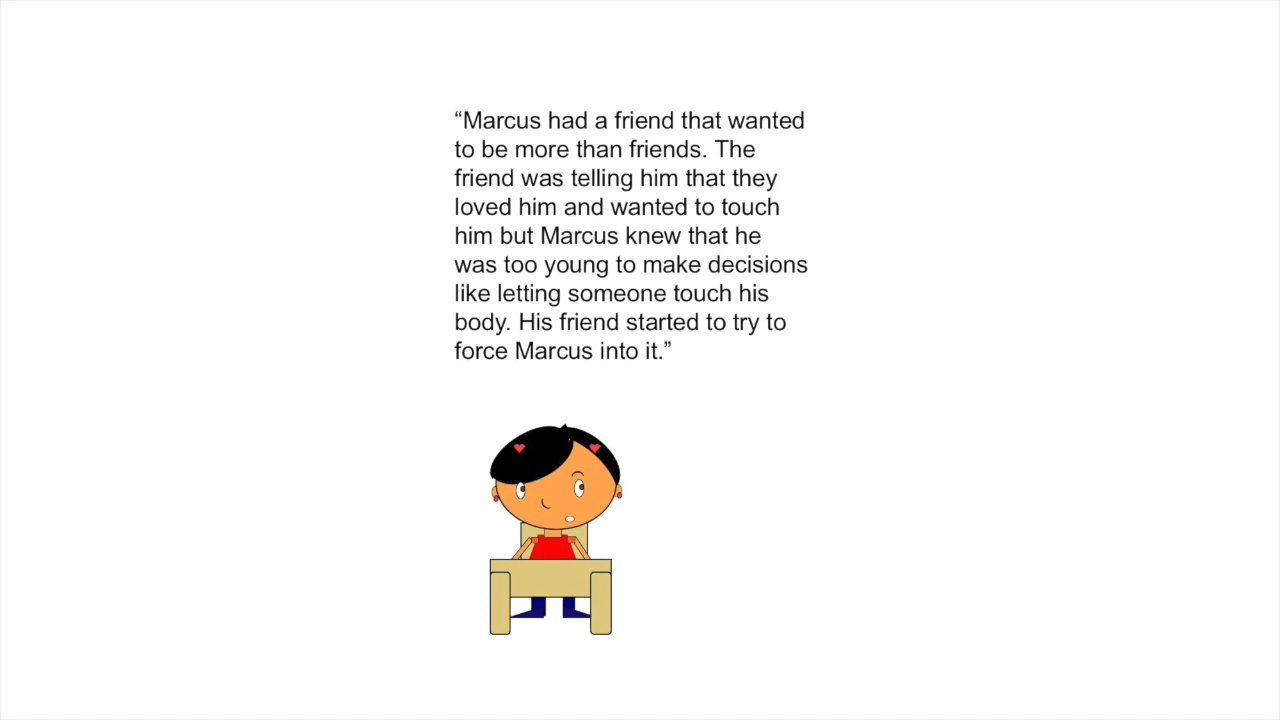 “Marcus had a friend that wanted
to be more than friends. The
friend was telling him that they
loved him and wanted to touch
him but Marcus knew that he
was too young to make decisions
like letting someone touch his
body. His friend started to try to
force Marcus into it.”